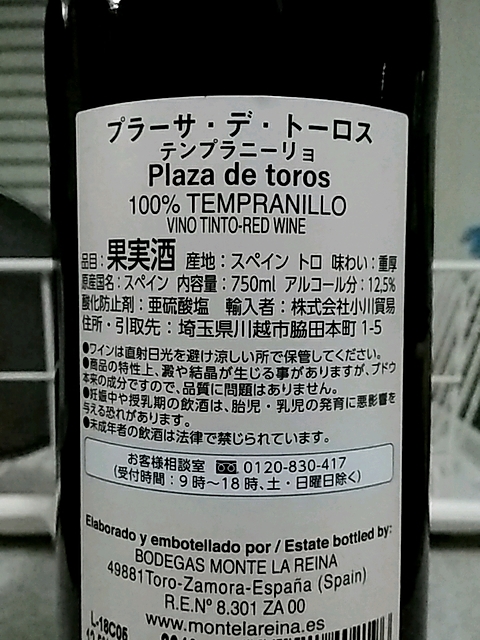 プラーサ・デ・トーロス
テンプラニーリョ
Plaza de toros
100% TEMPRANILLO
VINO TINTO-RED WINE
品目：果実酒 産地：スペイン トロ 味わい：重厚
原産国名：スペイン 内容量：750ml アルコール分：12.5%
酸化防止剤：亜硫酸塩 輸入者：株式会社小川貿易
住所・引取先：埼玉県川越市脇田本町 1-5
●ワインは直射日光を避け涼しい所で保管してください。
●商品の特性上、澱や結晶が生じる事がありますが、ブドウ
本来の成分ですので、品質に問題はありません。
●妊娠中や授乳期の飲酒は、胎児・乳児の発育に悪影響を
与える恐れがあります。
●未成年者の飲酒は法律で禁じられています。
お客様相談室 0120-830-417
(受付時間：9時～18時、土・日曜日除く)
Elaborado y embotellado por / Estate bottled by:
BODEGAS MONTE LA REINA
49881Toro-Zamora-España (Spain)
R.E.Nº 8.301 ZA 00
www.montelareina.es
L-18C05